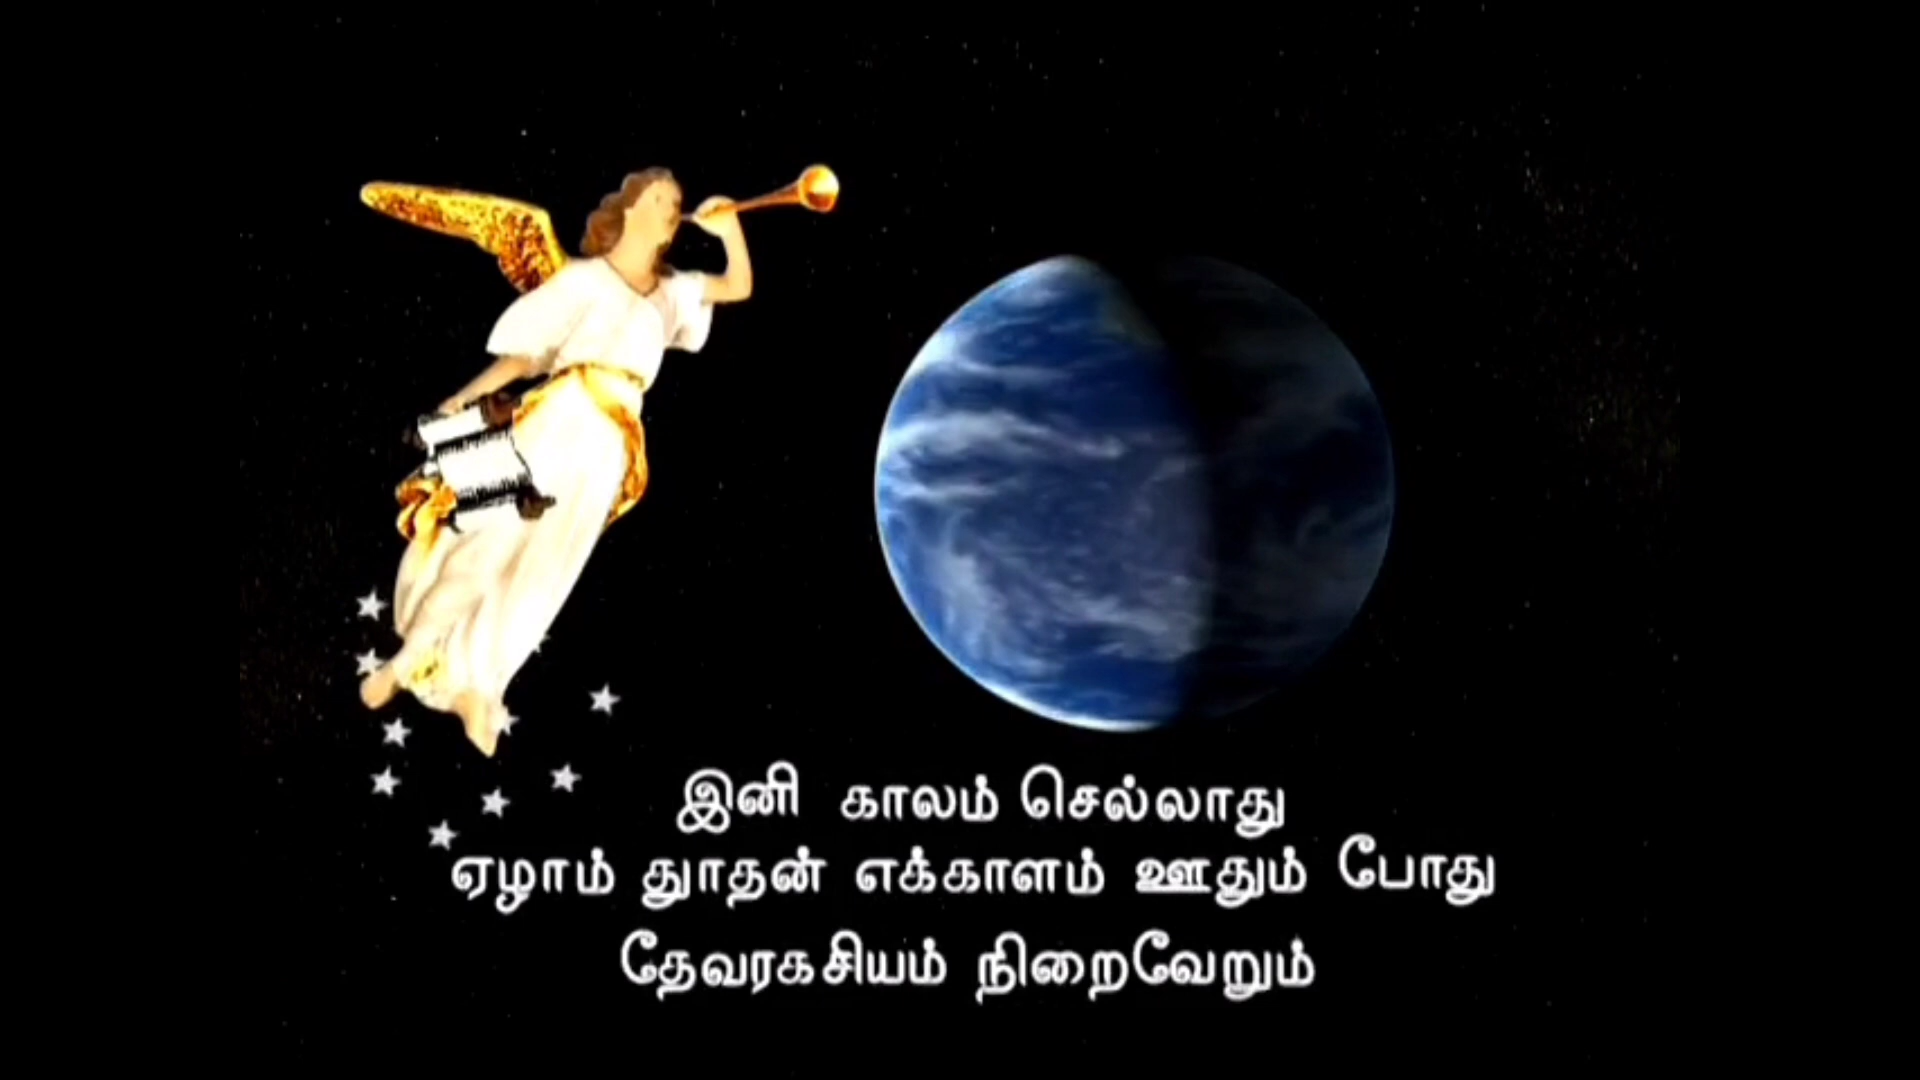 இனி காலம் செல்லாது
ஏழாம் தூதன் எக்காளம் ஊதும் போது
தேவரகசியம் நிறைவேறும்